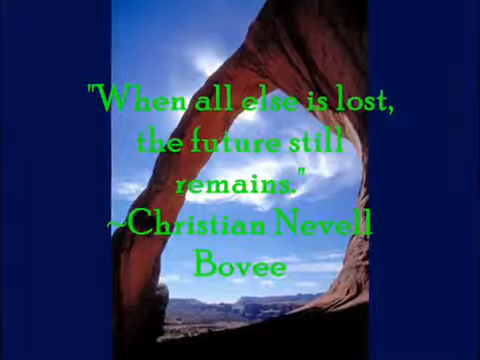 "When all else is lost,
the future still
remains."
~Christian Nevell
Bovee